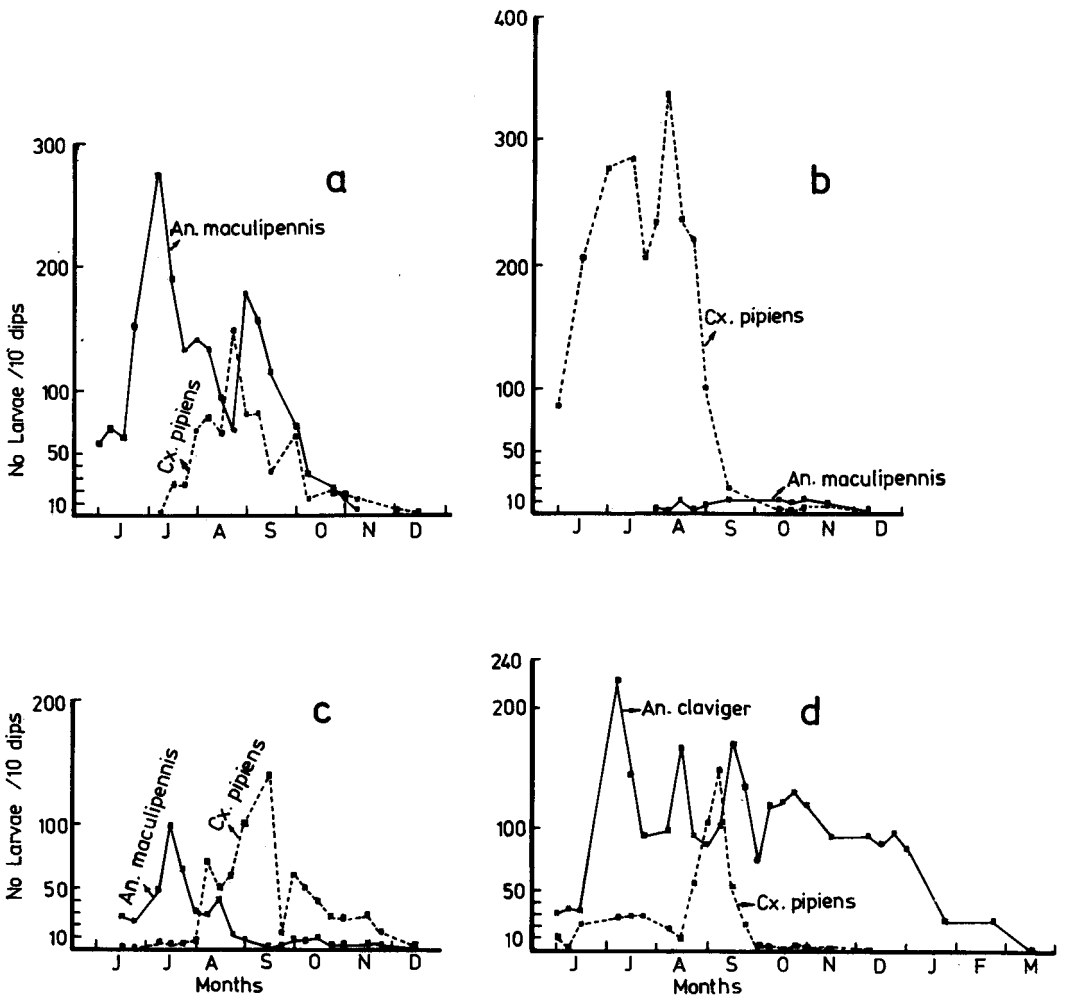 a
300
200
100
50
10
No Larvae /10 dips
An. maculipennis
Cx. pipiens
J J A S O N D
b
400
300
200
100
50
10
Cx. pipiens
An. maculipennis
J J A S O N D
c
200
100
50
10
No Larvae /10 dips
An. maculipennis
Cx. pipiens
J J A S O N D
Months
d
240
200
100
50
10
An. claviger
Cx. pipiens
J J A S O N D J F M
Months